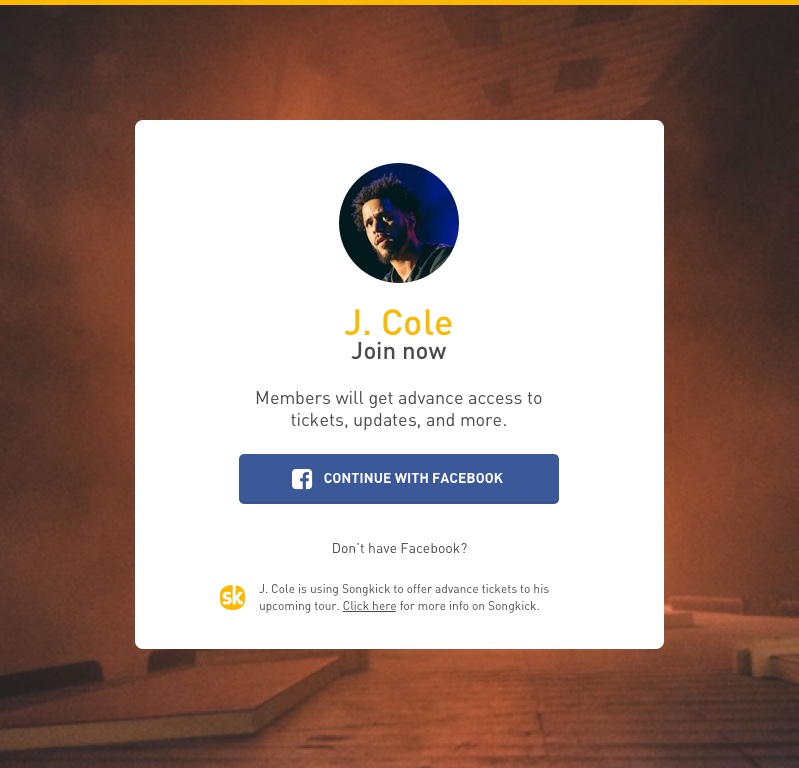 J. Cole
Join now
Members will get advance access to
tickets, updates, and more.
CONTINUE WITH FACEBOOK
Don't have Facebook?
sk
J. Cole is using Songkick to offer advance tickets to his
upcoming tour. Click here for more info on Songkick.